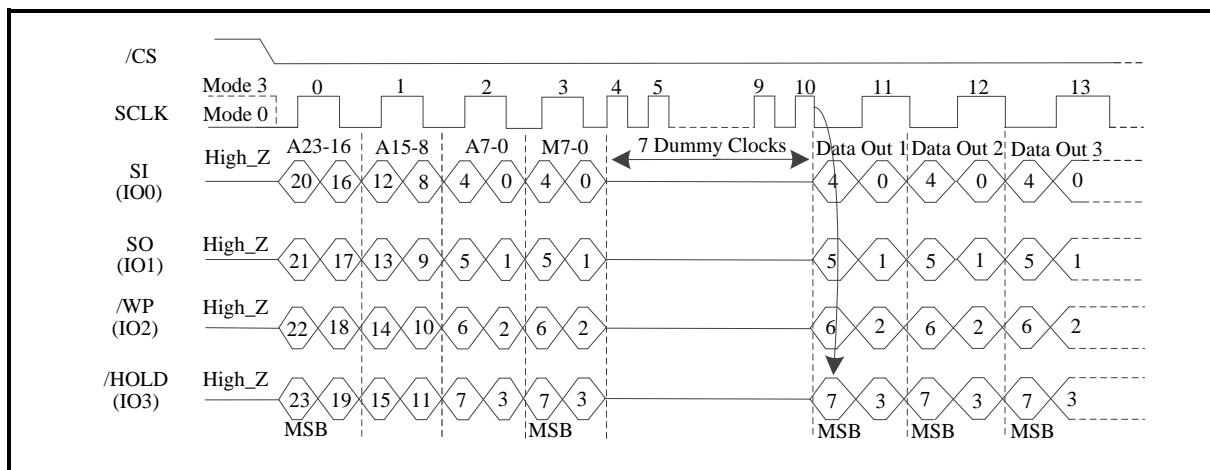 /CS
Mode 3 0 1 2 3 4 5 9 10 11 12 13
SCLK Mode 0
A23-16 A15-8 A7-0 M7-0 7 Dummy Clocks Data Out 1 Data Out 2 Data Out 3
SI (IO0) High_Z 20 16 12 8 4 0 4 0 4 0 4 0 4 0
SO (IO1) High_Z 21 17 13 9 5 1 5 1 5 1 5 1 5 1
/WP (IO2) High_Z 22 18 14 10 6 2 6 2 6 2 6 2 6 2
/HOLD (IO3) High_Z 23 19 15 11 7 3 7 3 7 3 7 3 7 3
MSB MSB MSB MSB MSB